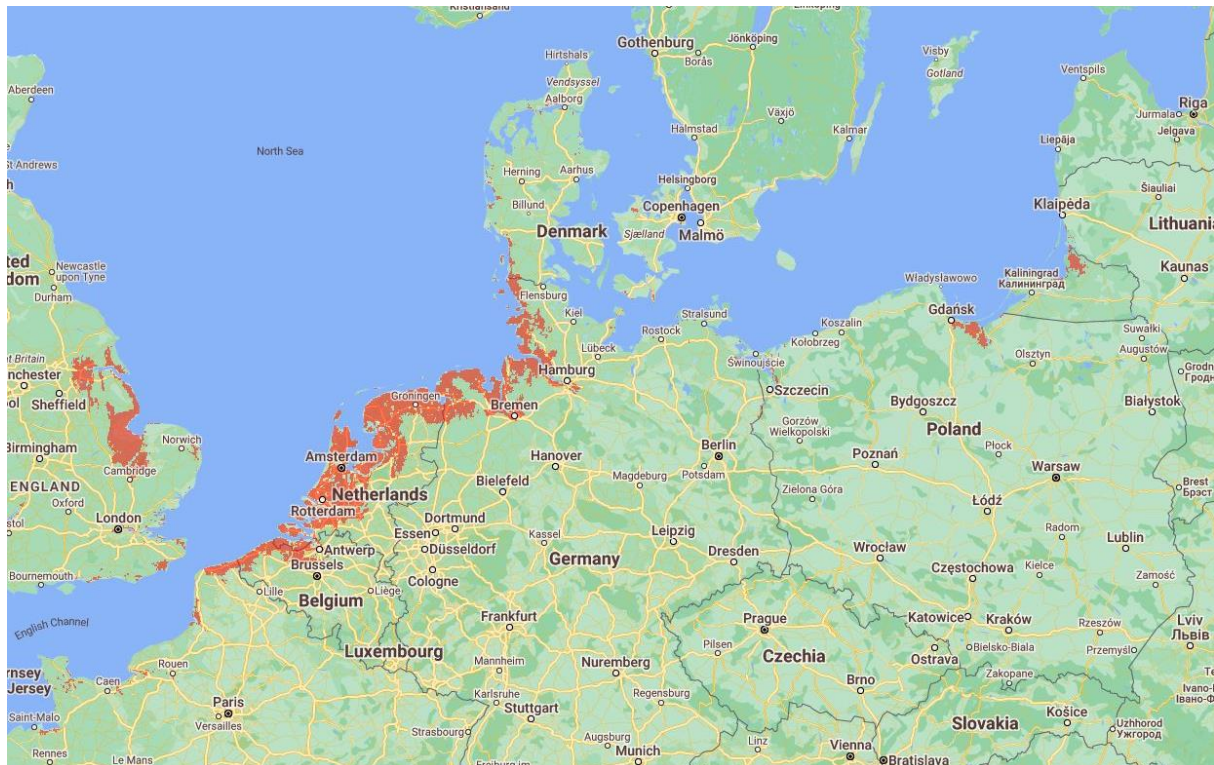 Kristiansand
Linköping
Gothenburg
Jönköping
Borås
Visby
Gotland
Hirtshals
Vendsyssel
Aalborg
Ventspils
Aberdeen
Växjö
Riga
Jurmala
Halmstad
Kalmar
Jelgava
Liepāja
North Sea
St Andrews
Herning
Aarhus
Helsingborg
Šiauliai
Billund
Copenhagen
Klaipėda
Denmark
Sjælland
Malmö
Lithuania
Newcastle
upon Tyne
Durham
Kaliningrad
Калининград
Kaunas
Władysławowo
Flensburg
Gdańsk
Kiel
Stralsund
Koszalin
Rostock
Kołobrzeg
Suwałki
Augustów
Lübeck
Świnoujście
Olsztyn
Hamburg
Szczecin
Groningen
Białystok
Sheffield
Bremen
Bydgoszcz
Gorzów
Wielkopolski
Poland
Norwich
Płock
Birmingham
Amsterdam
Berlin
Hanover
Poznań
Cambridge
Magdeburg
Potsdam
Warsaw
ENGLAND
Netherlands
Bielefeld
Zielona Góra
Brest
Брэст
Oxford
Rotterdam
Łódź
London
Dortmund
Essen
Kassel
Leipzig
Radom
Lublin
Antwerp
Düsseldorf
Germany
Dresden
Wrocław
Bournemouth
Brussels
Cologne
Częstochowa
Kielce
Zamość
Lille
Liège
Belgium
English Channel
Frankfurt
Prague
Katowice
Kraków
Rzeszów
Lviv
Львів
Luxembourg
Pilsen
Czechia
Ostrava
Bielsko-Biala
Przemyśl
Rouen
Mannheim
Nuremberg
Jersey
Caen
Brno
Zakopane
Paris
Karlsruhe
Regensburg
Versailles
Stuttgart
Košice
Saint-Malo
Strasbourg
Slovakia
Uzhhorod
Ужгород
Augsburg
Linz
Vienna
Rennes
Le Mans
Munich
Bratislava